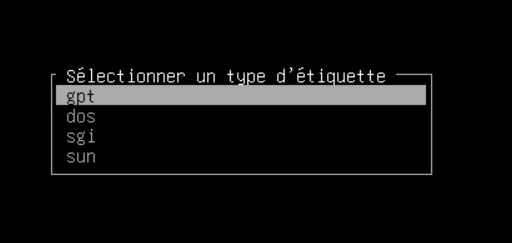 Sélectionner un type d'étiquette
gpt
dos
sgi
sun